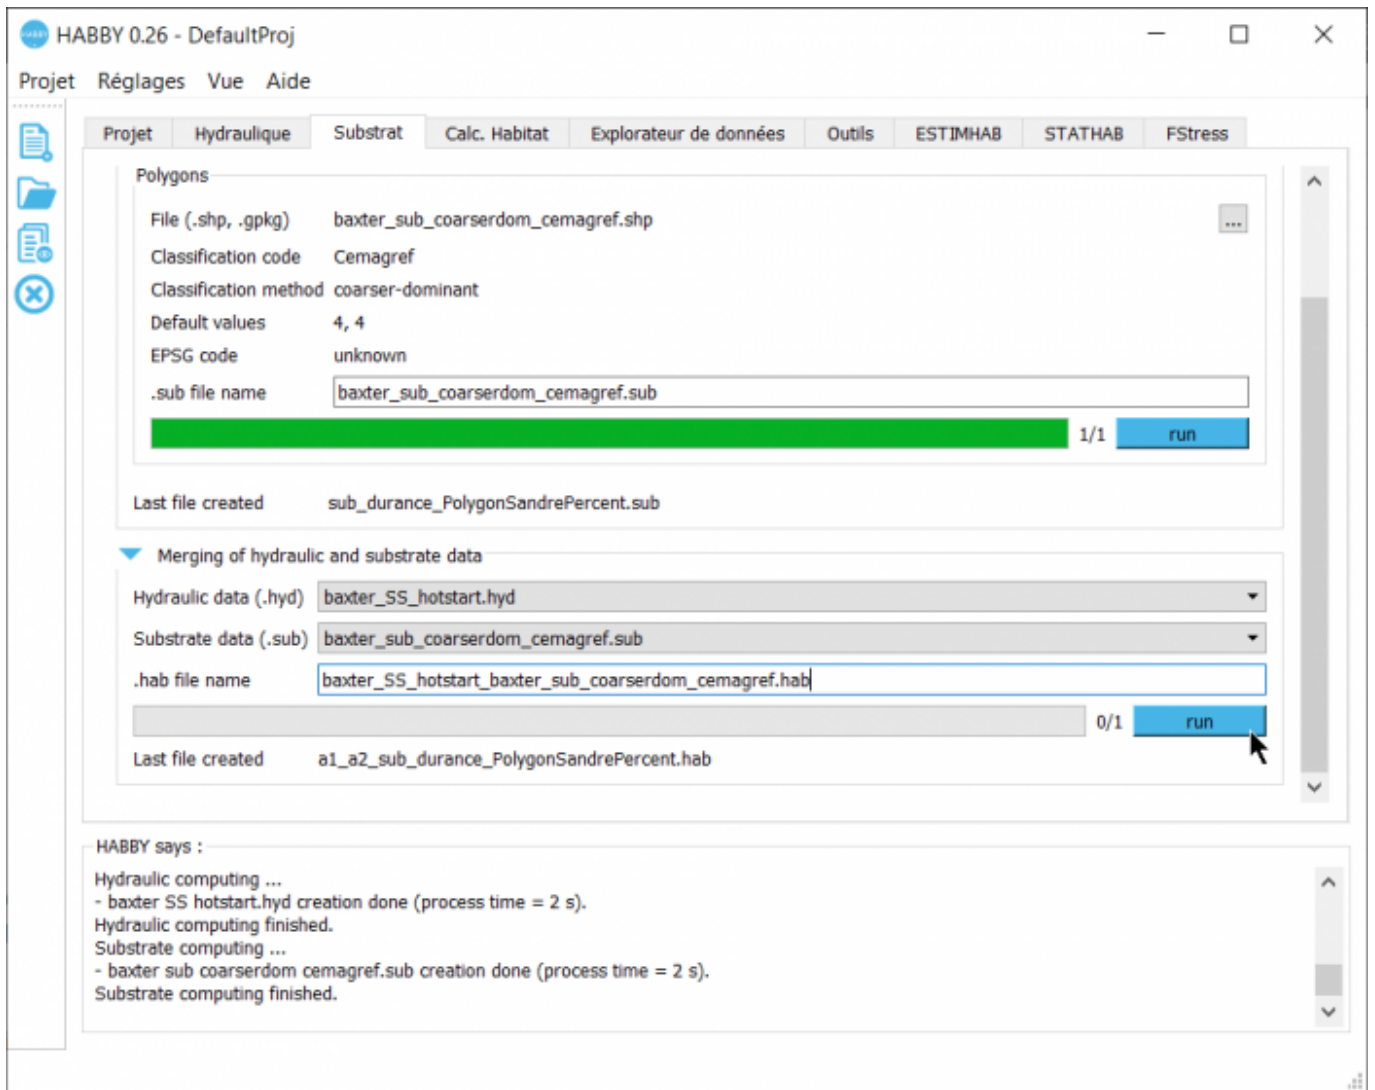 HABBY 0.26 - DefaultProj
Projet Réglages Vue Aide
Projet Hydraulique Substrat Calc. Habitat Explorateur de données Outils ESTIMHAB STATHAB FStress
Polygons
File (.shp, .gpkg) baxter_sub_coarserdom_cemagref.shp ...
Classification code Cemagref
Classification method coarser-dominant
Default values 4, 4
EPSG code unknown
.sub file name baxter_sub_coarserdom_cemagref.sub
1/1 run
Last file created sub_durance_PolygonSandrePercent.sub
Merging of hydraulic and substrate data
Hydraulic data (.hyd) baxter_SS_hotstart.hyd
Substrate data (.sub) baxter_sub_coarserdom_cemagref.sub
.hab file name baxter_SS_hotstart_baxter_sub_coarserdom_cemagref.hab
0/1 run
Last file created a1_a2_sub_durance_PolygonSandrePercent.hab
HABBY says :
Hydraulic computing ...
- baxter SS hotstart.hyd creation done (process time = 2 s).
Hydraulic computing finished.
Substrate computing ...
- baxter sub coarserdom cemagref.sub creation done (process time = 2 s).
Substrate computing finished.